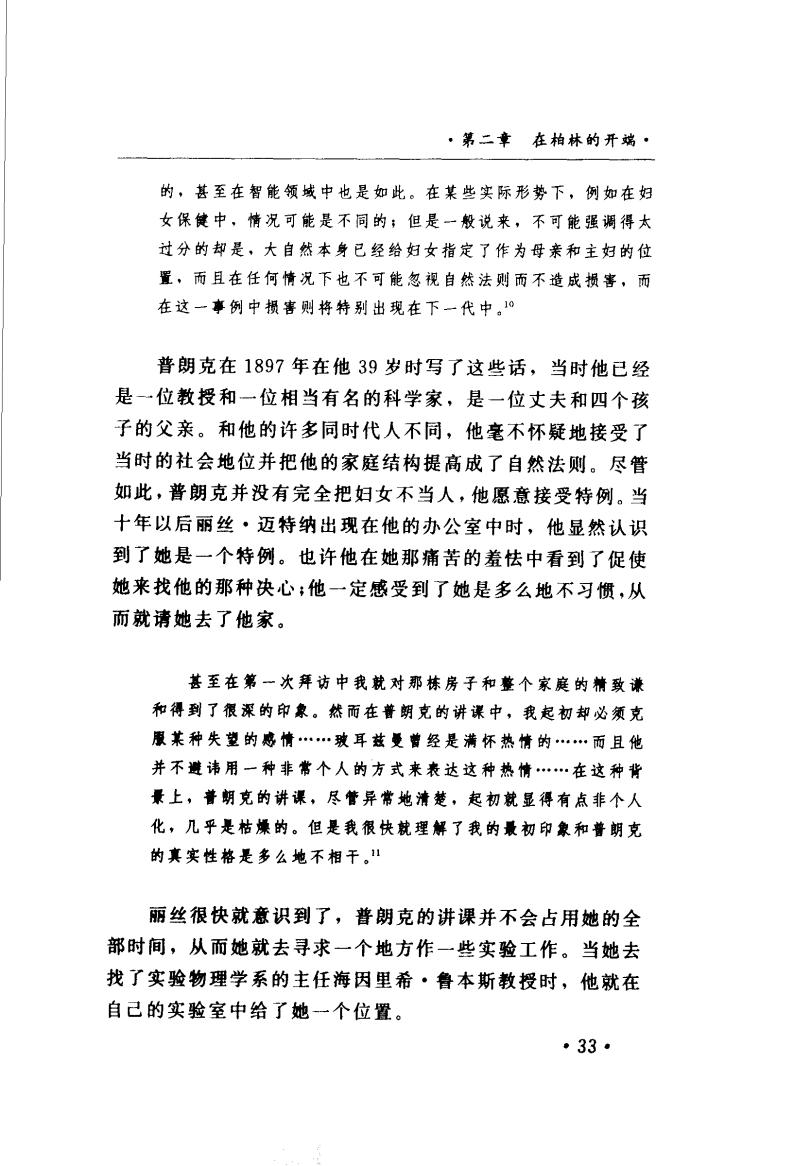 ·第二章 在柏林的开端·
的，甚至在智能领域中也是如此。在某些实际形势下，例如在妇
女保健中，情况可能是不同的；但是一般说来，不可能强调得太
过分的却是，大自然本身已经给妇女指定了作为母亲和主妇的位
置，而且在任何情况下也不可能忽视自然法则而不造成损害，而
在这一事例中损害则将特别出现在下一代中。¹⁰
普朗克在 1897 年在他 39 岁时写了这些话，当时他已经
是一位教授和一位相当有名的科学家，是一位丈夫和四个孩
子的父亲。和他的许多同时代人不同，他毫不怀疑地接受了
当时的社会地位并把他的家庭结构提高成了自然法则。尽管
如此，普朗克并没有完全把妇女不当人，他愿意接受特例。当
十年以后丽丝·迈特纳出现在他的办公室中时，他显然认识
到了她是一个特例。也许他在她那痛苦的羞怯中看到了促使
她来找他的那种决心；他一定感受到了她是多么地不习惯，从
而就请她去了他家。
甚至在第一次拜访中我就对那栋房子和整个家庭的精致谦
和得到了很深的印象。然而在普朗克的讲课中，我起初却必须克
服某种失望的感情……玻耳兹曼曾经是满怀热情的……而且他
并不避讳用一种非常个人的方式来表达这种热情……在这种背
景上，普朗克的讲课，尽管异常地清楚，起初就显得有点非个人
化，几乎是枯燥的。但是我很快就理解了我的最初印象和普朗克
的真实性格是多么地不相干。¹¹
丽丝很快就意识到了，普朗克的讲课并不会占用她的全
部时间，从而她就去寻求一个地方作一些实验工作。当她去
找了实验物理学系的主任海因里希·鲁本斯教授时，他就在
自己的实验室中给了她一个位置。
·33·